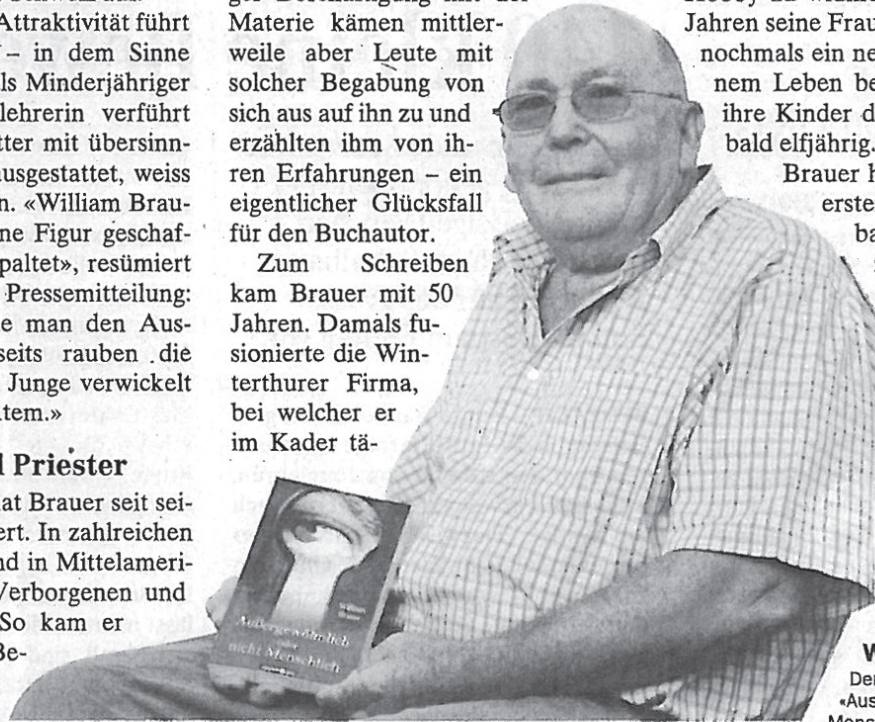 Attraktivität führt
– in dem Sinne
ls Minderjähriger
lehrerin verführt
tter mit übersinn-
usgestattet, weiss
n. «William Brau-
ne Figur geschaf-
paltet», resümiert
Pressemitteilung:
e man den Aus-
seits rauben die
Junge verwickelt
tem.»
l Priester
at Brauer seit sei-
ert. In zahlreichen
nd in Mittelameri-
Verborgenen und
So kam er
Be-
Materie kämen mittler-
weile aber Leute mit
solcher Begabung von
sich aus auf ihn zu und
erzählten ihm von ih-
ren Erfahrungen – ein
eigentlicher Glücksfall
für den Buchautor.
Zum Schreiben
kam Brauer mit 50
Jahren. Damals fu-
sionierte die Win-
terthurer Firma,
bei welcher er
im Kader tä-
William
Brauer
Außergewöhnlich
aber
nicht Menschlich
Jahren seine Frau
nochmals ein ne
nem Leben be
ihre Kinder d
bald elfjährig.
Brauer h
erste
ba
W
Der
«Aus